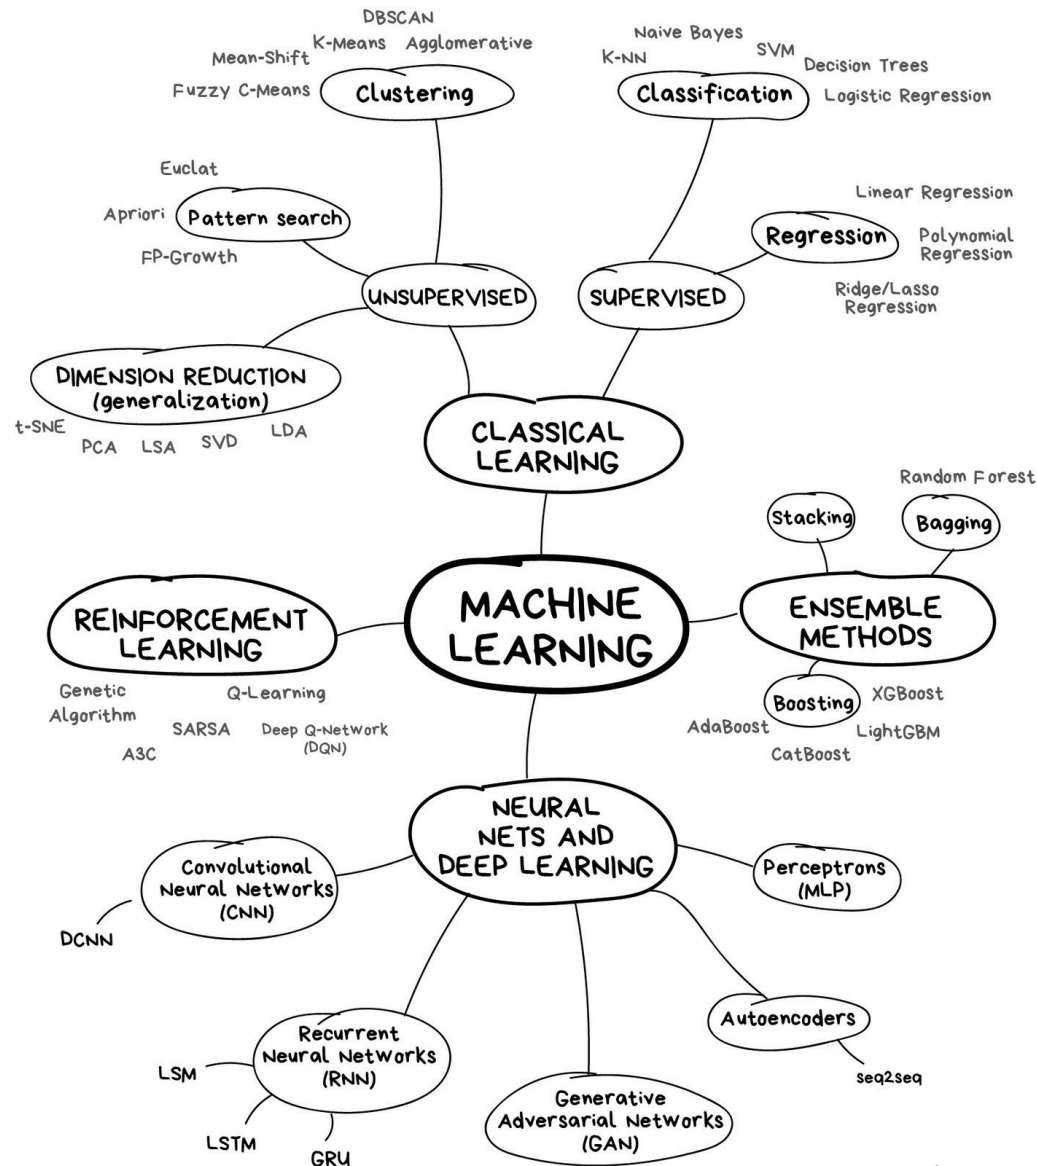 DBSCAN
K-Means
Agglomerative
Mean-Shift
Fuzzy C-Means
Clustering
Naive Bayes
K-NN
SVM
Decision Trees
Logistic Regression
Classification
Euclat
Apriori
Pattern search
FP-Growth
Linear Regression
Regression
Polynomial
Regression
Ridge/Lasso
Regression
UNSUPERVISED
SUPERVISED
DIMENSION REDUCTION
(generalization)
t-SNE
PCA
LSA
SVD
LDA
CLASSICAL
LEARNING
Random Forest
Stacking
Bagging
REINFORCEMENT
LEARNING
MACHINE
LEARNING
ENSEMBLE
METHODS
Genetic
Algorithm
Q-Learning
SARSA
Deep Q-Network
(DQN)
A3C
Boosting
XGBoost
AdaBoost
LightGBM
CatBoost
NEURAL
NETS AND
DEEP LEARNING
Convolutional
Neural Networks
(CNN)
DCNN
Perceptrons
(MLP)
Recurrent
Neural Networks
(RNN)
LSM
LSTM
GRU
Generative
Adversarial Networks
(GAN)
Autoencoders
seq2seq